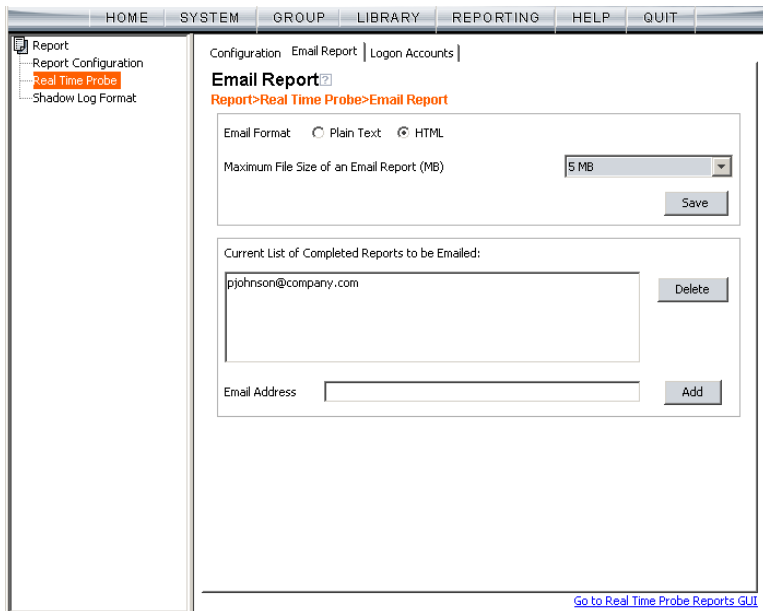 HOME SYSTEM GROUP LIBRARY REPORTING HELP QUIT
Report
Report Configuration
Real Time Probe
Shadow Log Format
Configuration Email Report Logon Accounts
Email Report?
Report>Real Time Probe>Email Report
Email Format Plain Text HTML
Maximum File Size of an Email Report (MB) 5 MB
Save
Current List of Completed Reports to be Emailed:
pjohnson@company.com
Delete
Email Address Add
Go to Real Time Probe Reports GUI